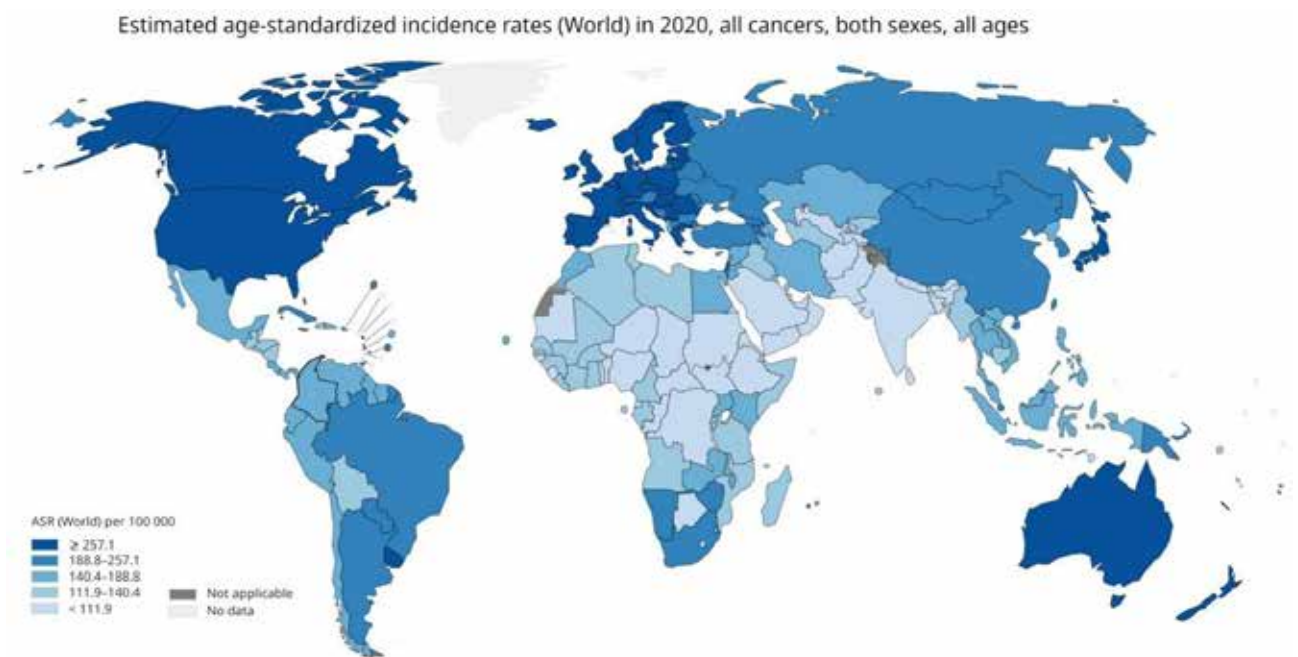 Estimated age-standardized incidence rates (World) in 2020, all cancers, both sexes, all ages
ASR (World) per 100 000
≥ 257.1
188.8–257.1
140.4–188.8
111.9–140.4
< 111.9
Not applicable
No data